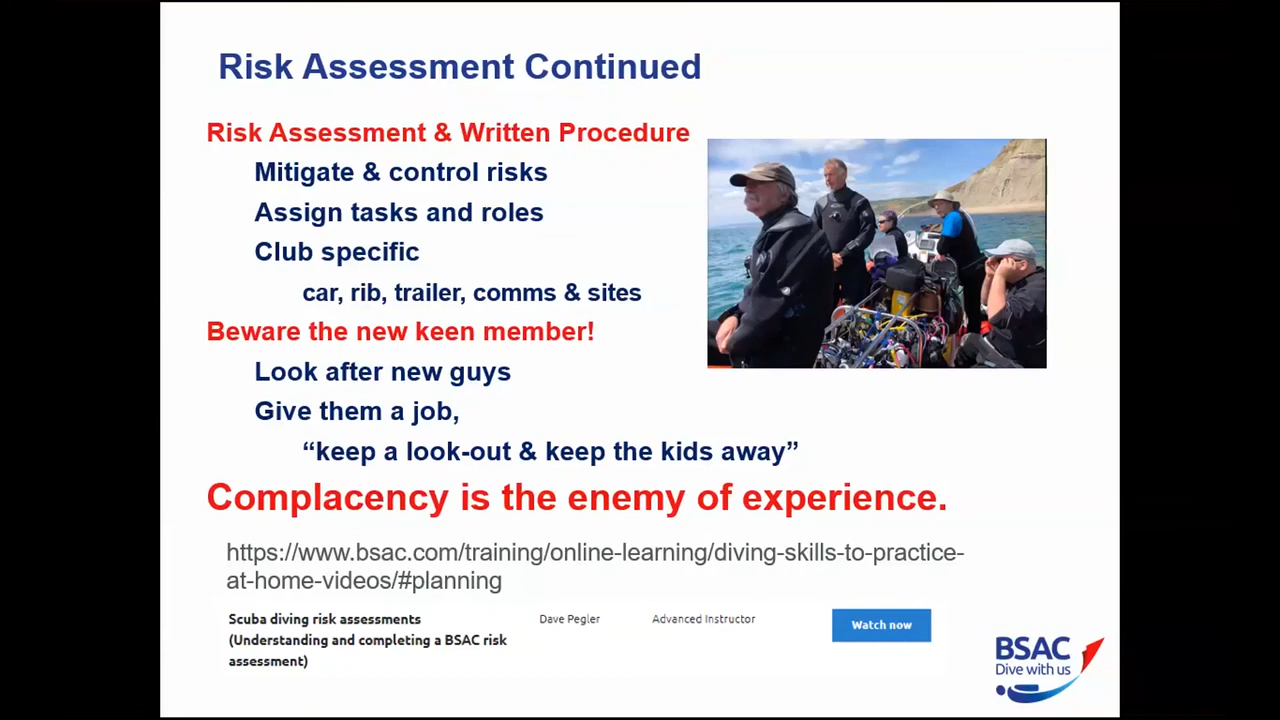 Risk Assessment Continued
Risk Assessment & Written Procedure
Mitigate & control risks
Assign tasks and roles
Club specific
car, rib, trailer, comms & sites
Beware the new keen member!
Look after new guys
Give them a job,
“keep a look-out & keep the kids away”
Complacency is the enemy of experience.
https://www.bsac.com/training/online-learning/diving-skills-to-practice-
at-home-videos/#planning
Scuba diving risk assessments
(Understanding and completing a BSAC risk
assessment)
Dave Pegler
Advanced Instructor
Watch now
BSAC
Dive with us